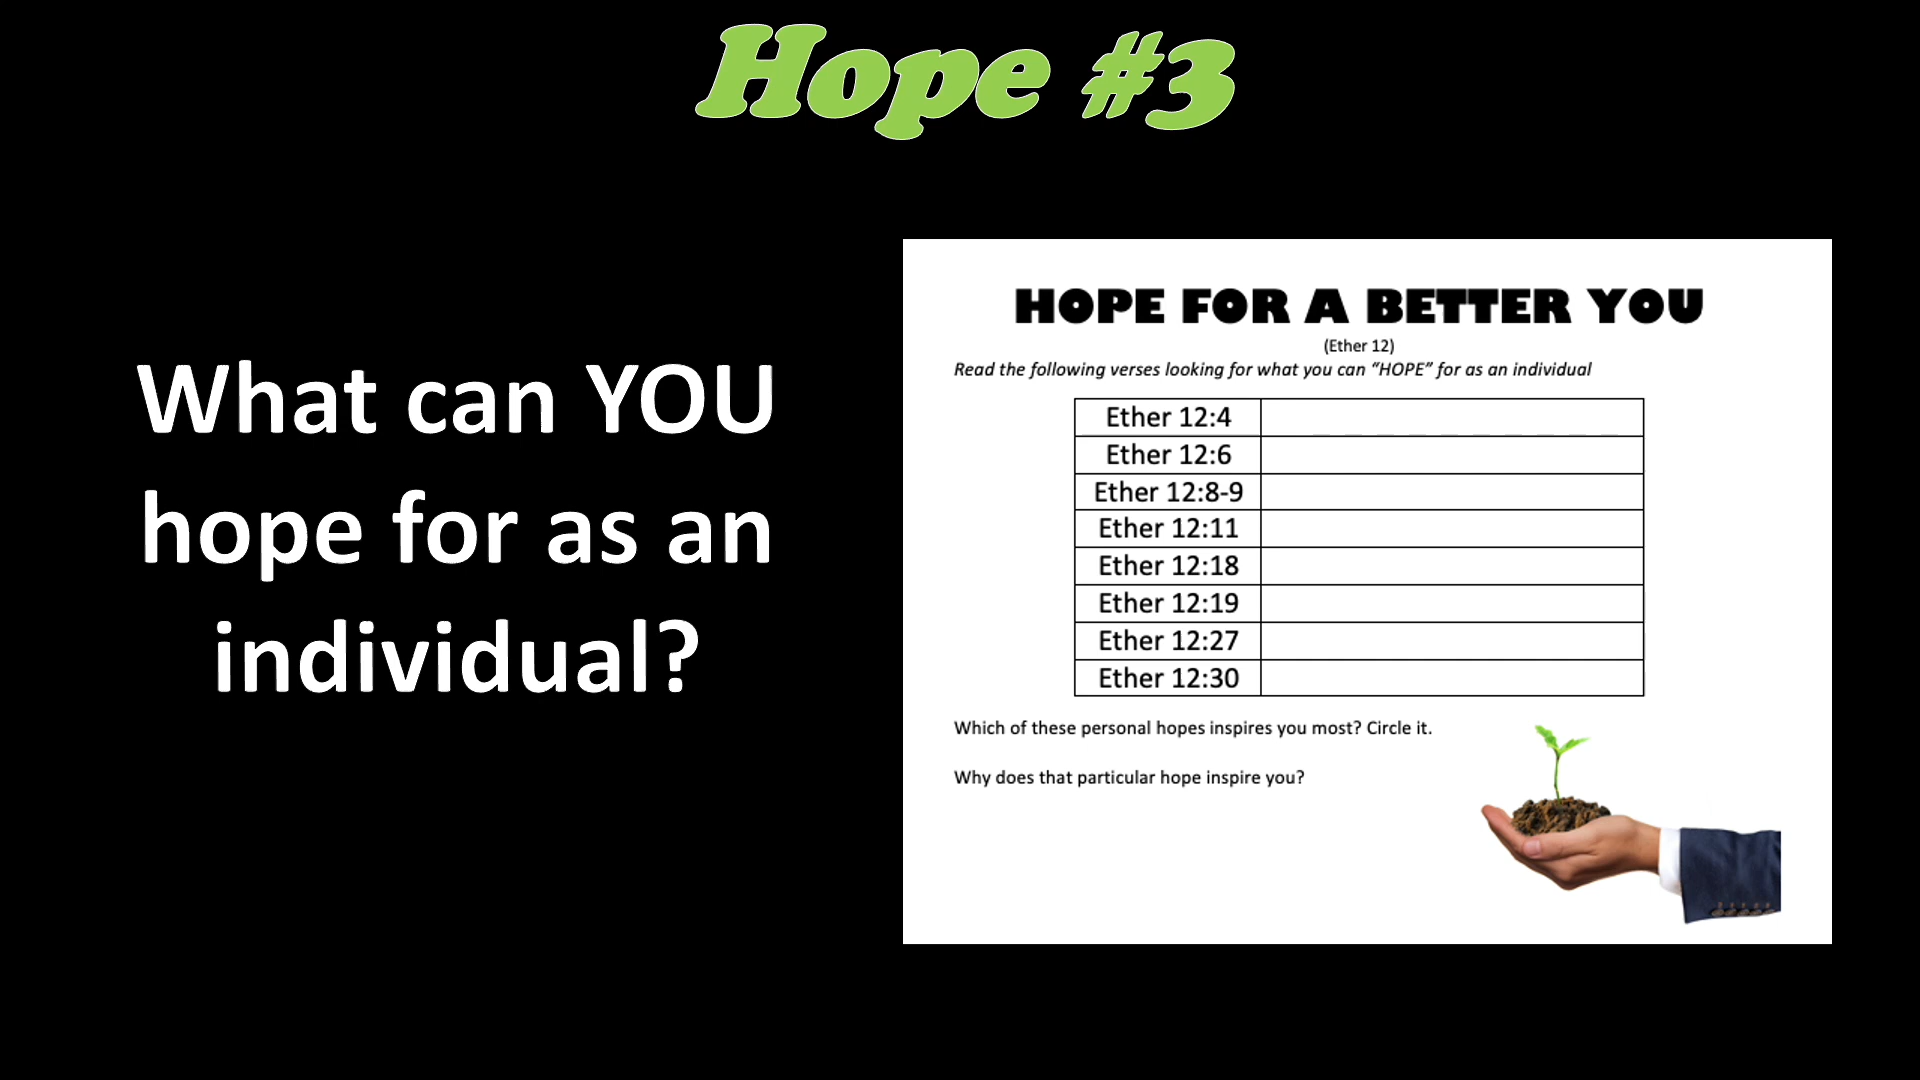 Hope #3
What can YOU
hope for as an
individual?
HOPE FOR A BETTER YOU
(Ether 12)
Read the following verses looking for what you can “HOPE” for as an individual
Ether 12:4
Ether 12:6
Ether 12:8-9
Ether 12:11
Ether 12:18
Ether 12:19
Ether 12:27
Ether 12:30
Which of these personal hopes inspires you most? Circle it.
Why does that particular hope inspire you?